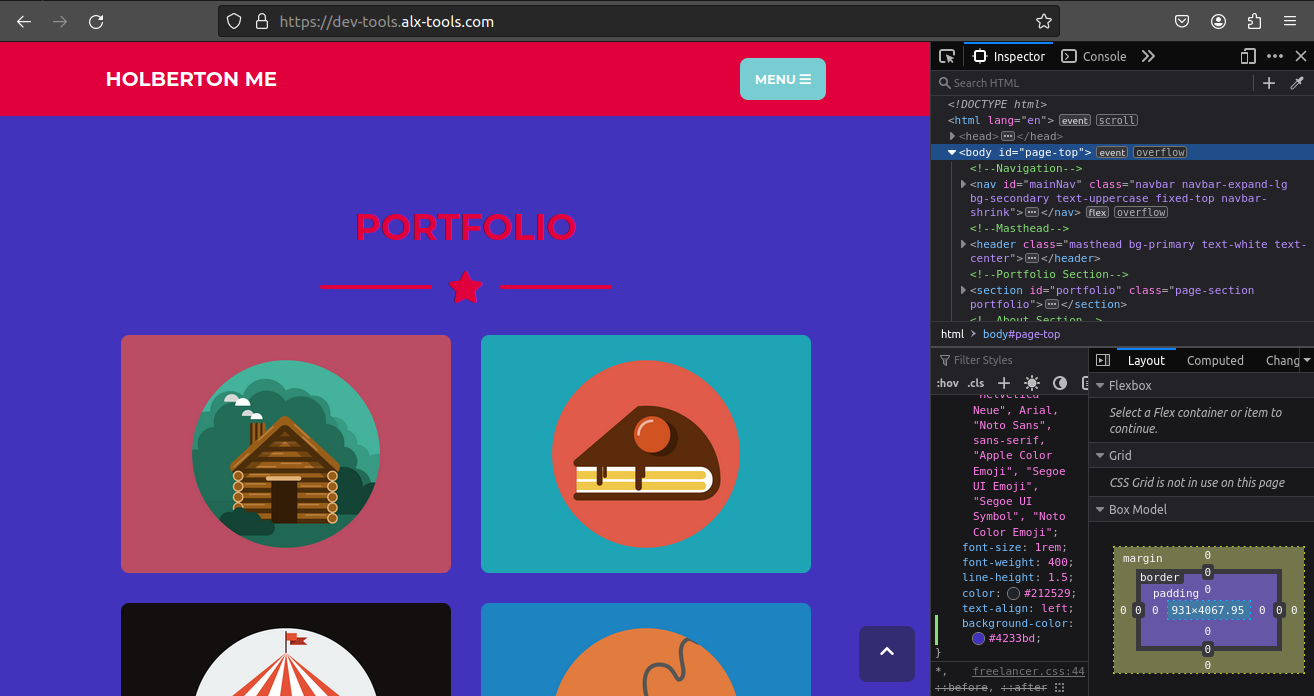 https://dev-tools.alx-tools.com
HOLBERTON ME
MENU
PORTFOLIO
Inspector
Console
Search HTML
<!DOCTYPE html>
<html lang="en"> event scroll
<head> ••• </head>
<body id="page-top"> event overflow
<!--Navigation-->
<nav id="mainNav" class="navbar navbar-expand-lg
bg-secondary text-uppercase fixed-top navbar-
shrink"> ••• </nav> flex overflow
<!--Masthead-->
<header class="masthead bg-primary text-white text-
center"> ••• </header>
<!--Portfolio Section-->
<section id="portfolio" class="page-section
portfolio"> ••• </section>
<!--About Section-->
html > body#page-top
Filter Styles
:hov .cls
"Helvetica
Neue", Arial,
"Noto Sans",
sans-serif,
"Apple Color
Emoji", "Segoe
UI Emoji",
"Segoe UI
Symbol", "Noto
Color Emoji";
font-size: 1rem;
font-weight: 400;
line-height: 1.5;
color: #212529;
text-align: left;
background-color:
#4233bd;
}
*, freelancer.css:44
::before, ::after
Layout
Computed
Chang
Flexbox
Select a Flex container or item to
continue.
Grid
CSS Grid is not in use on this page
Box Model
margin 0
border 0
padding 0
0 0 0 931×4067.95 0 0 0
0
0
0